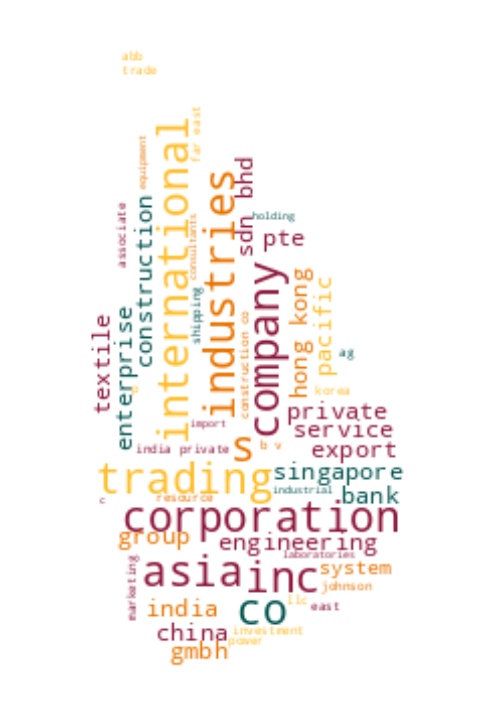 abb
trade
far east
international
equipment
industries
sdn bhd
construction
associate
holding
consultants
pte
company
shipping
hong kong
pacific
enterprise
textile
construction co
ag
korea
private
import
service
s
b v
india private
export
trading
singapore
industrial
bank
resource
c
corporation
group
engineering
laboratories
asia
inc
system
marketing
johnson
india
co
llc
east
china
investment
power
gmbh